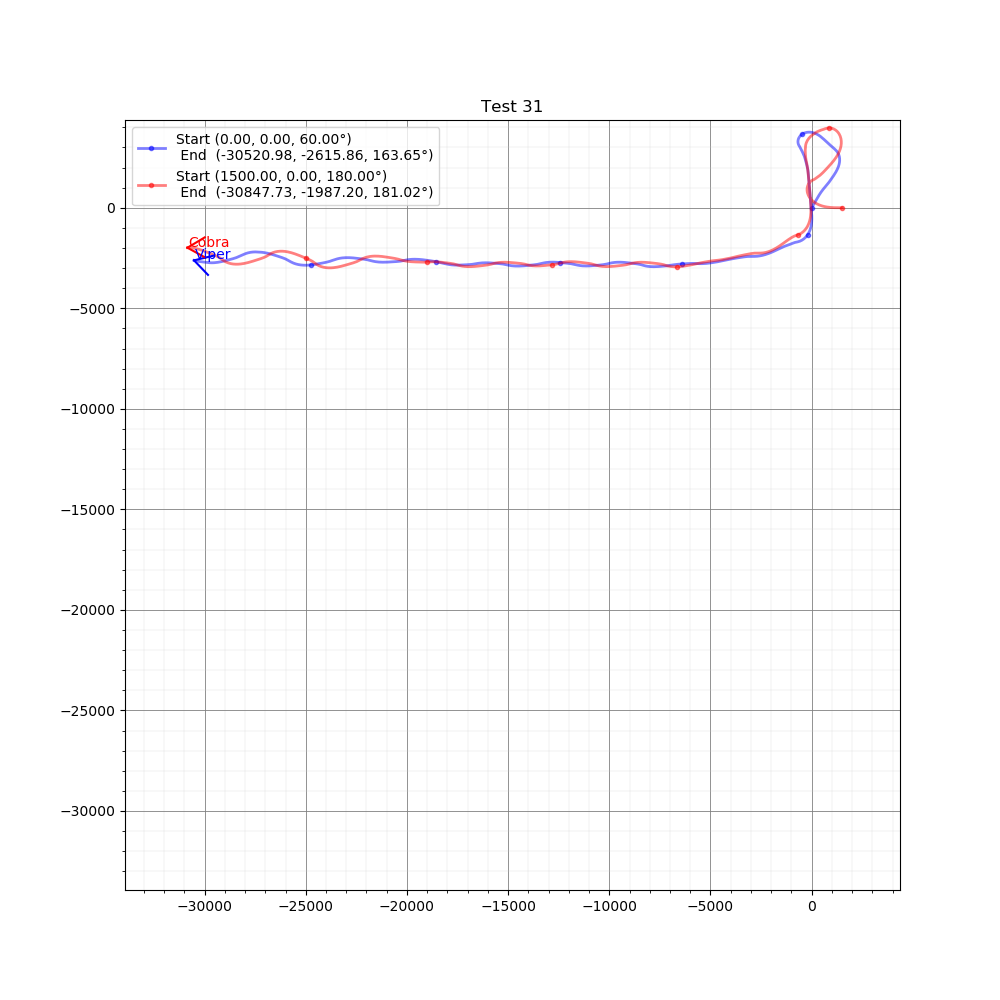 Test 31
Start (0.00, 0.00, 60.00°)
End (-30520.98, -2615.86, 163.65°)
Start (1500.00, 0.00, 180.00°)
End (-30847.73, -1987.20, 181.02°)
0
−5000
−10000
−15000
−20000
−25000
−30000
Cobra
Viper
−30000 −25000 −20000 −15000 −10000 −5000 0